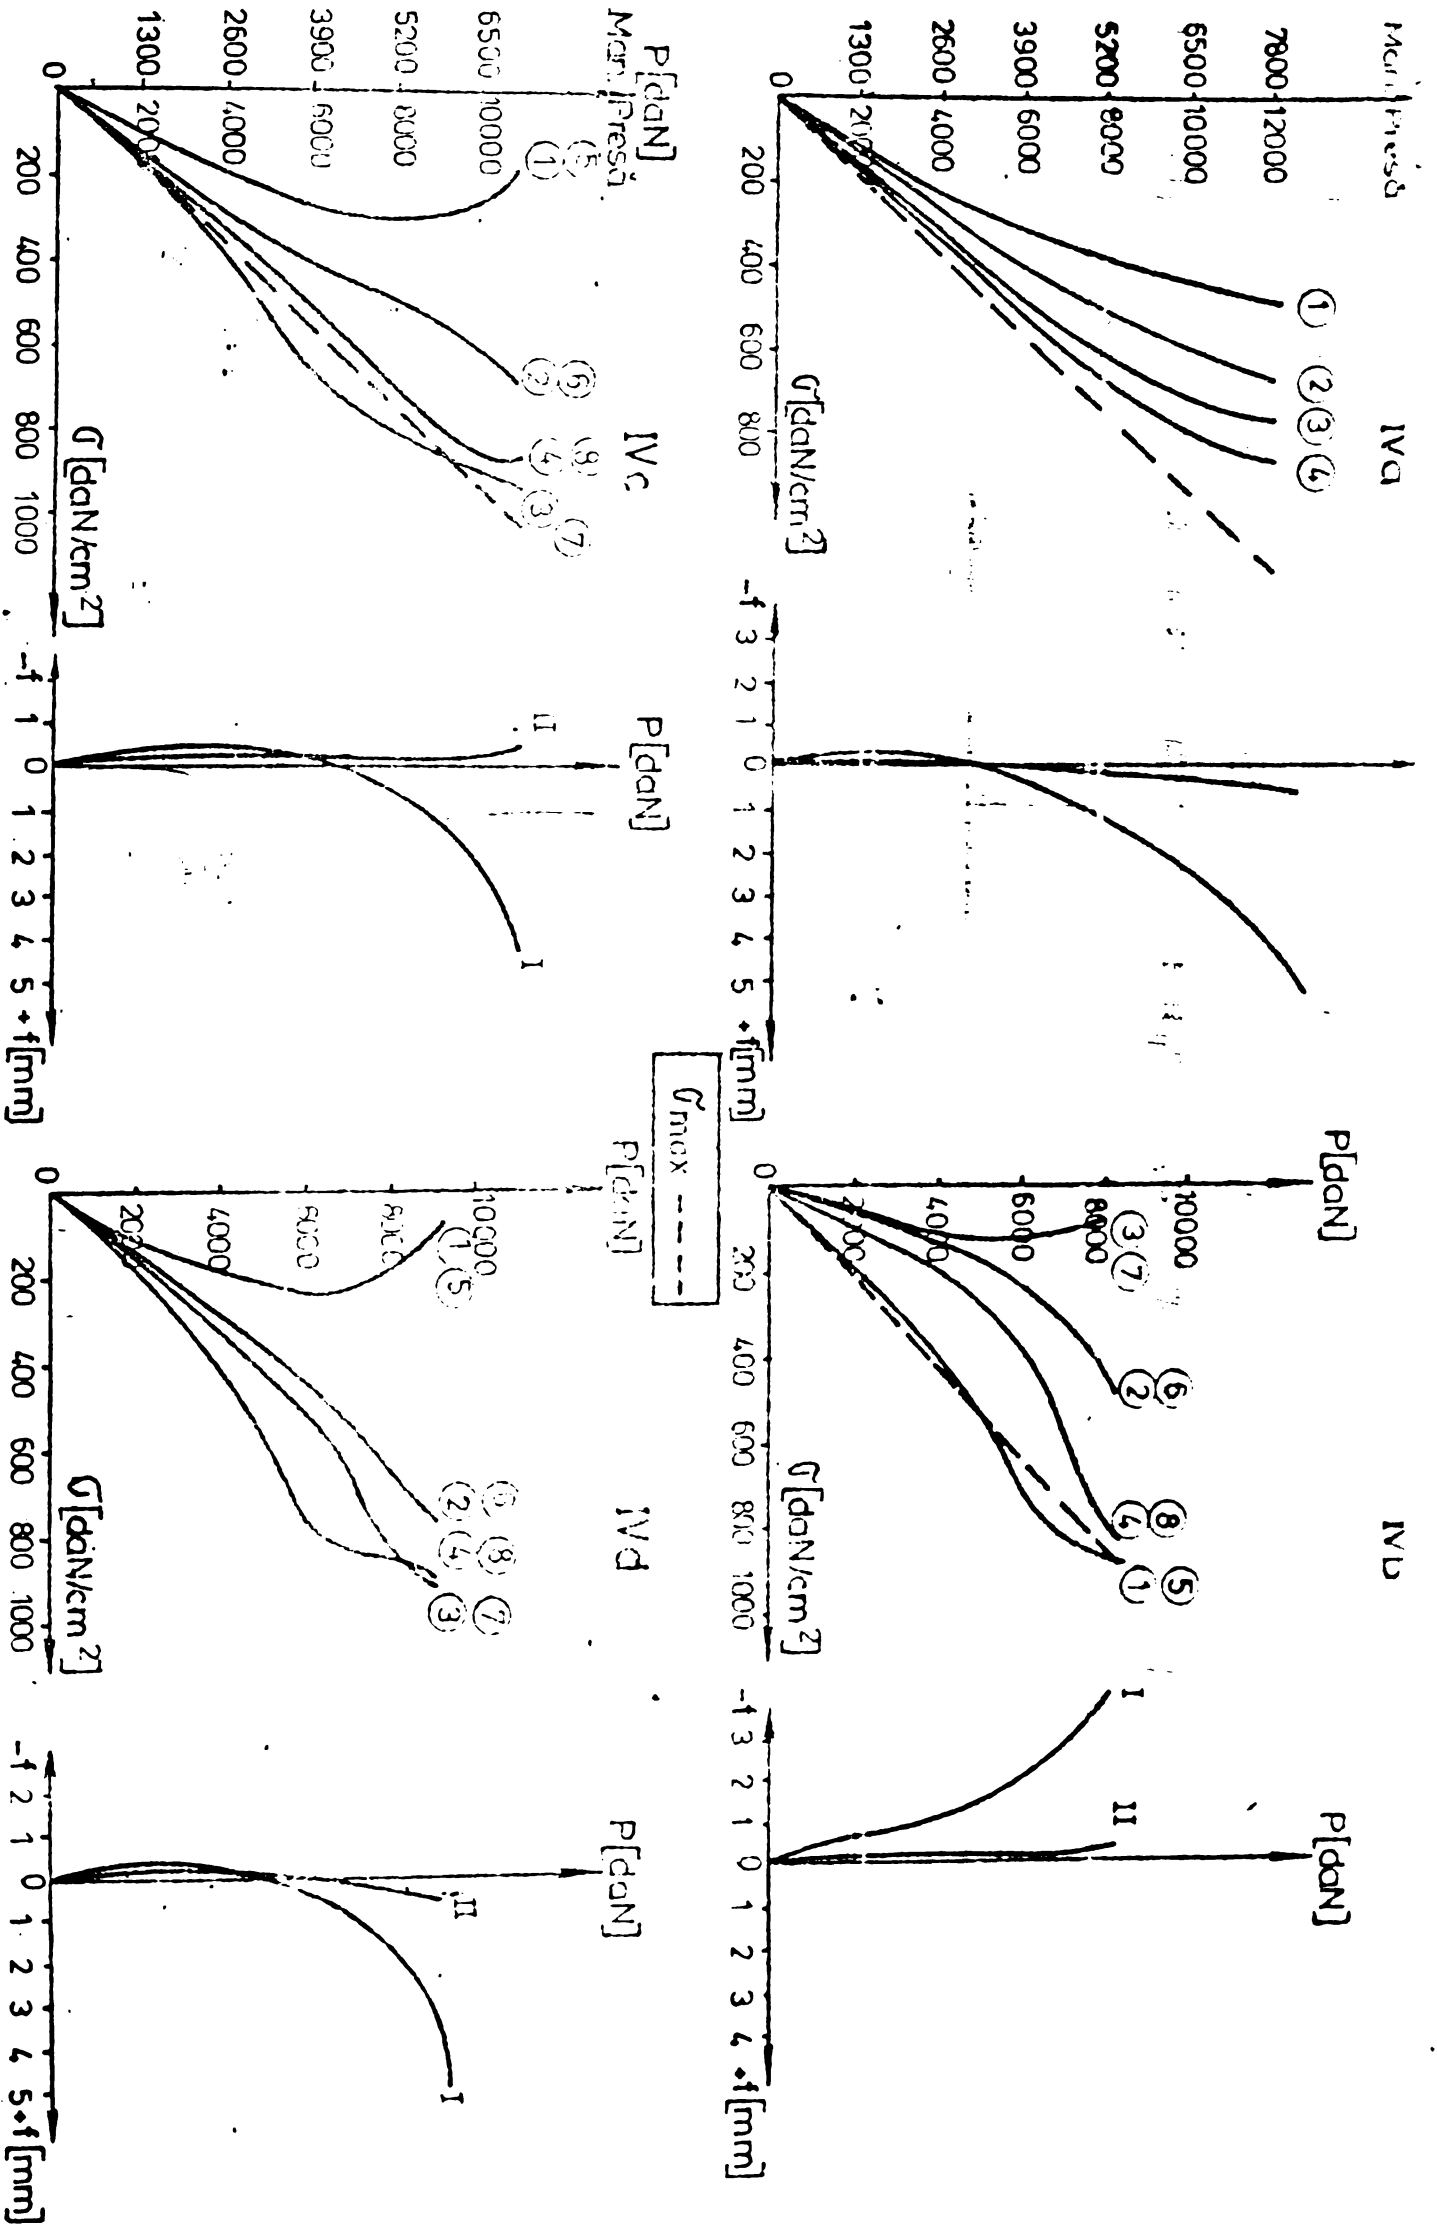 Man. Presă
7800 12000
6500 10000
5200 8000
3900 6000
2600 4000
1300 2000
0 200 400 600 800
σ[daN/cm²]
① ② ③ ④
IVa
-f 3 2 1 0 1 2 3 4 5 +f[mm]
P[daN]
10000
8000
6000
4000
2000
0 200 400 600 800 1000
σ[daN/cm²]
③ ⑦
② ⑥
④ ⑧
① ⑤
IVb
P[daN]
I
II
-f 3 2 1 0 1 2 3 4 +f[mm]
σmax ----
P[daN]
Man. Presă
6500 10000
5200 8000
3900 6000
2600 4000
1300 2000
0 200 400 600 800 1000
σ[daN/cm²]
① ⑤
② ⑥
④ ⑧
③ ⑦
IVc
P[daN]
II
I
-f 1 0 1 2 3 4 5 +f[mm]
P[daN]
10000
8000
6000
4000
2000
0 200 400 600 800 1000
σ[daN/cm²]
① ⑤
② ⑥
④ ⑧
③ ⑦
IVd
P[daN]
II
I
-f 2 1 0 1 2 3 4 5 +f[mm]